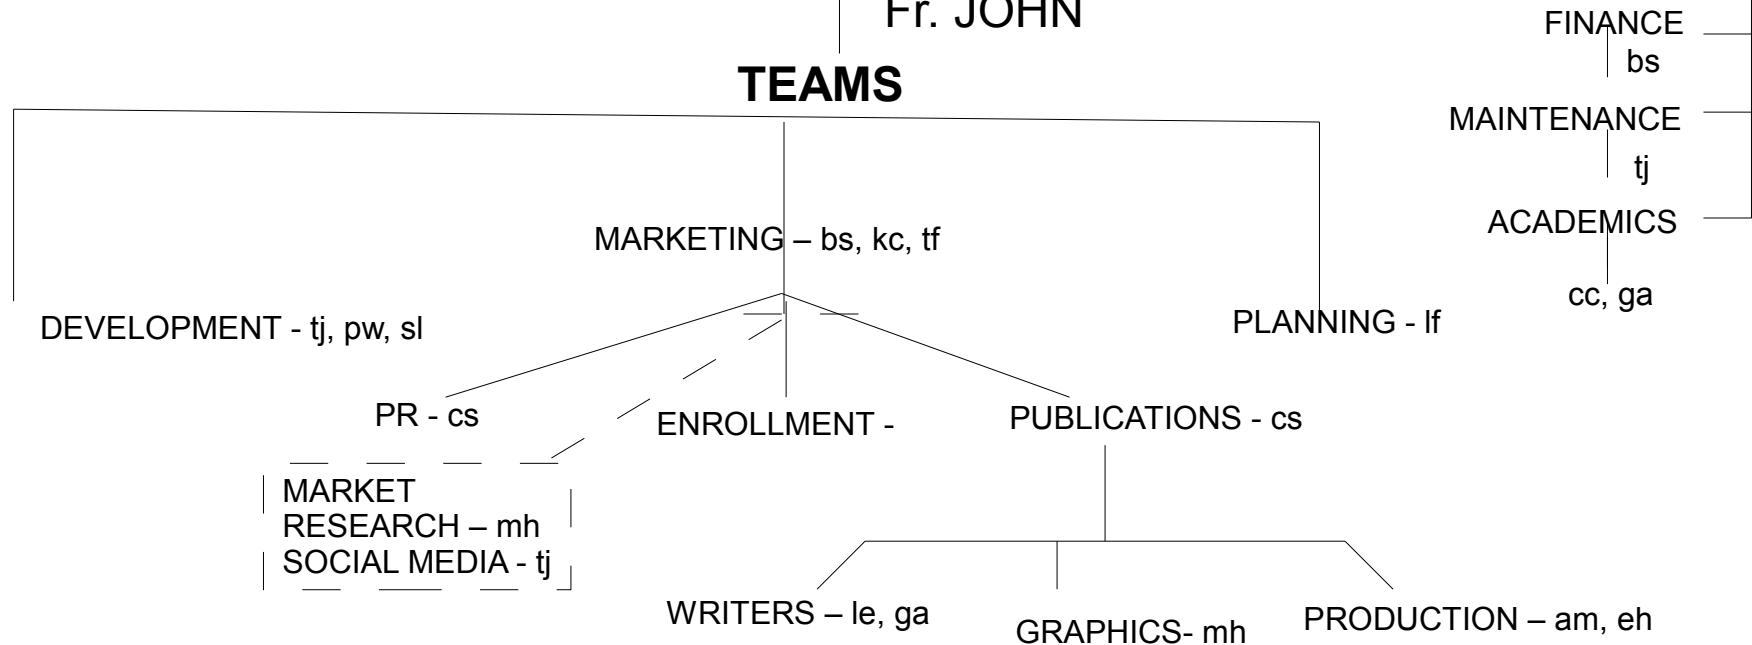 Fr. JOHN
TEAMS
FINANCE
bs
MAINTENANCE
tj
ACADEMICS
cc, ga
MARKETING – bs, kc, tf
DEVELOPMENT - tj, pw, sl
PLANNING - lf
PR - cs
ENROLLMENT -
PUBLICATIONS - cs
MARKET
RESEARCH – mh
SOCIAL MEDIA - tj
WRITERS – le, ga
GRAPHICS- mh
PRODUCTION – am, eh